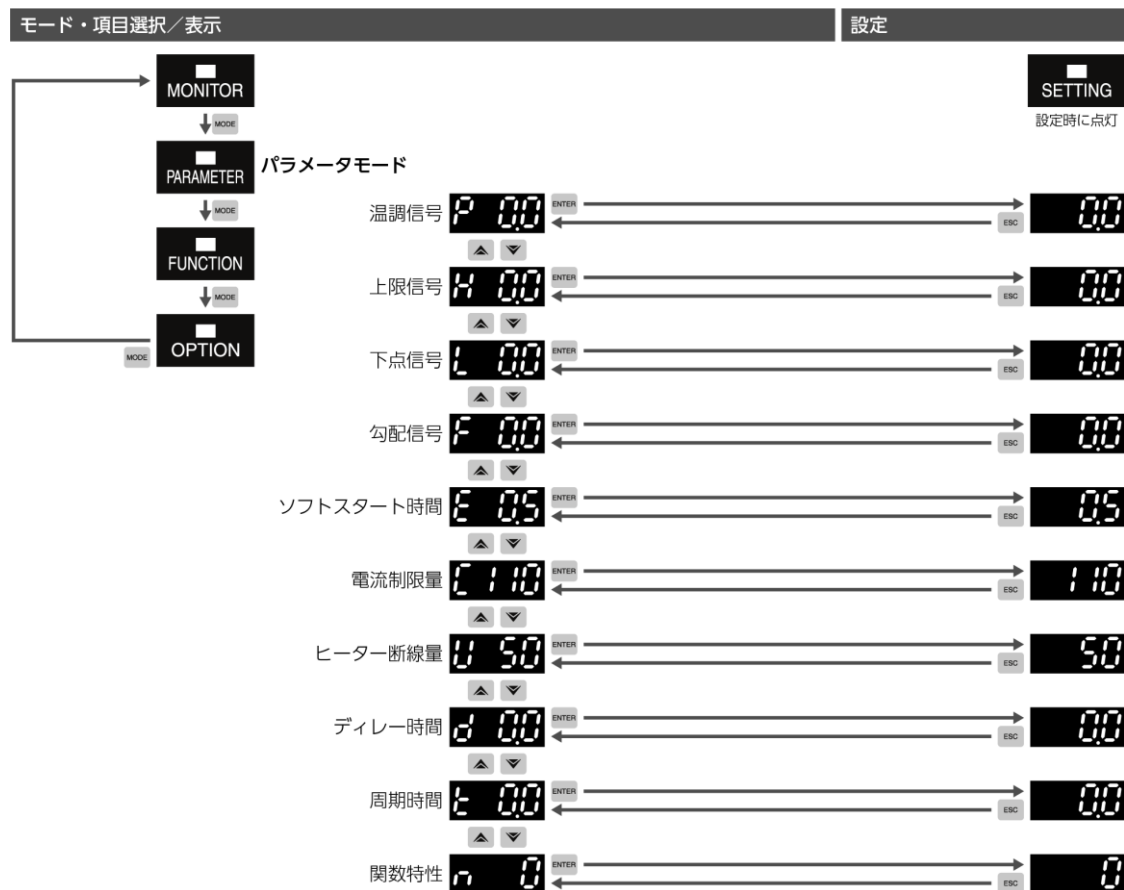 モード・項目選択／表示
設定
MONITOR
SETTING
MODE
設定時に点灯
PARAMETER
パラメータモード
MODE
温調信号 P 0.0 ENTER ESC 0.0
FUNCTION
上限信号 H 0.0 ENTER ESC 0.0
MODE
OPTION
MODE
下点信号 L 0.0 ENTER ESC 0.0
勾配信号 F 0.0 ENTER ESC 0.0
ソフトスタート時間 E 0.5 ENTER ESC 0.5
電流制限量 C 110 ENTER ESC 110
ヒーター断線量 U 50 ENTER ESC 50
ディレー時間 d 0.0 ENTER ESC 0.0
周期時間 t 0.0 ENTER ESC 0.0
関数特性 n 0 ENTER ESC 0